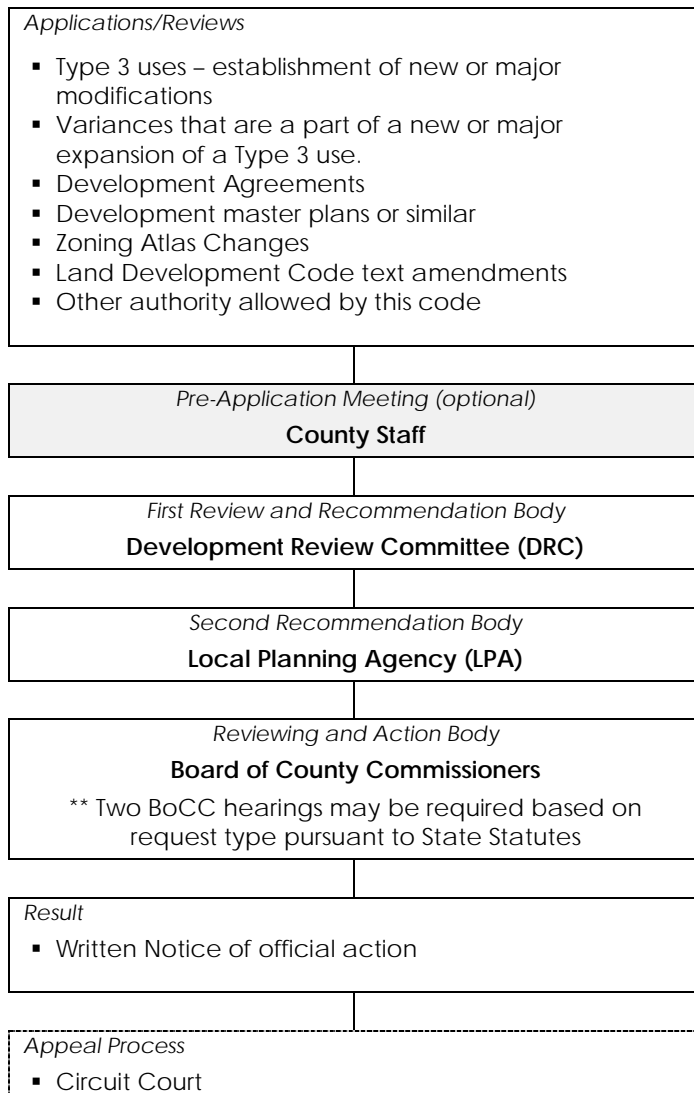 Applications/Reviews
▪ Type 3 uses – establishment of new or major
modifications
▪ Variances that are a part of a new or major
expansion of a Type 3 use.
▪ Development Agreements
▪ Development master plans or similar
▪ Zoning Atlas Changes
▪ Land Development Code text amendments
▪ Other authority allowed by this code
Pre-Application Meeting (optional)
County Staff
First Review and Recommendation Body
Development Review Committee (DRC)
Second Recommendation Body
Local Planning Agency (LPA)
Reviewing and Action Body
Board of County Commissioners
** Two BoCC hearings may be required based on
request type pursuant to State Statutes
Result
▪ Written Notice of official action
Appeal Process
▪ Circuit Court